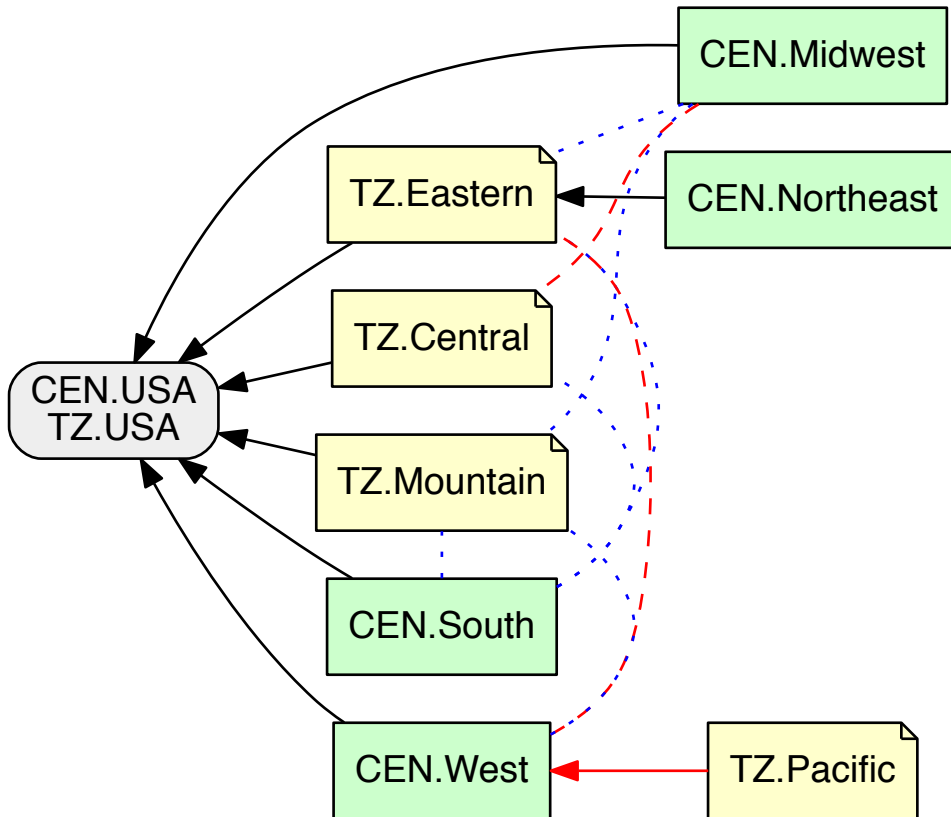 CEN.Midwest
TZ.Eastern
CEN.Northeast
TZ.Central
CEN.USA
TZ.USA
TZ.Mountain
CEN.South
CEN.West
TZ.Pacific